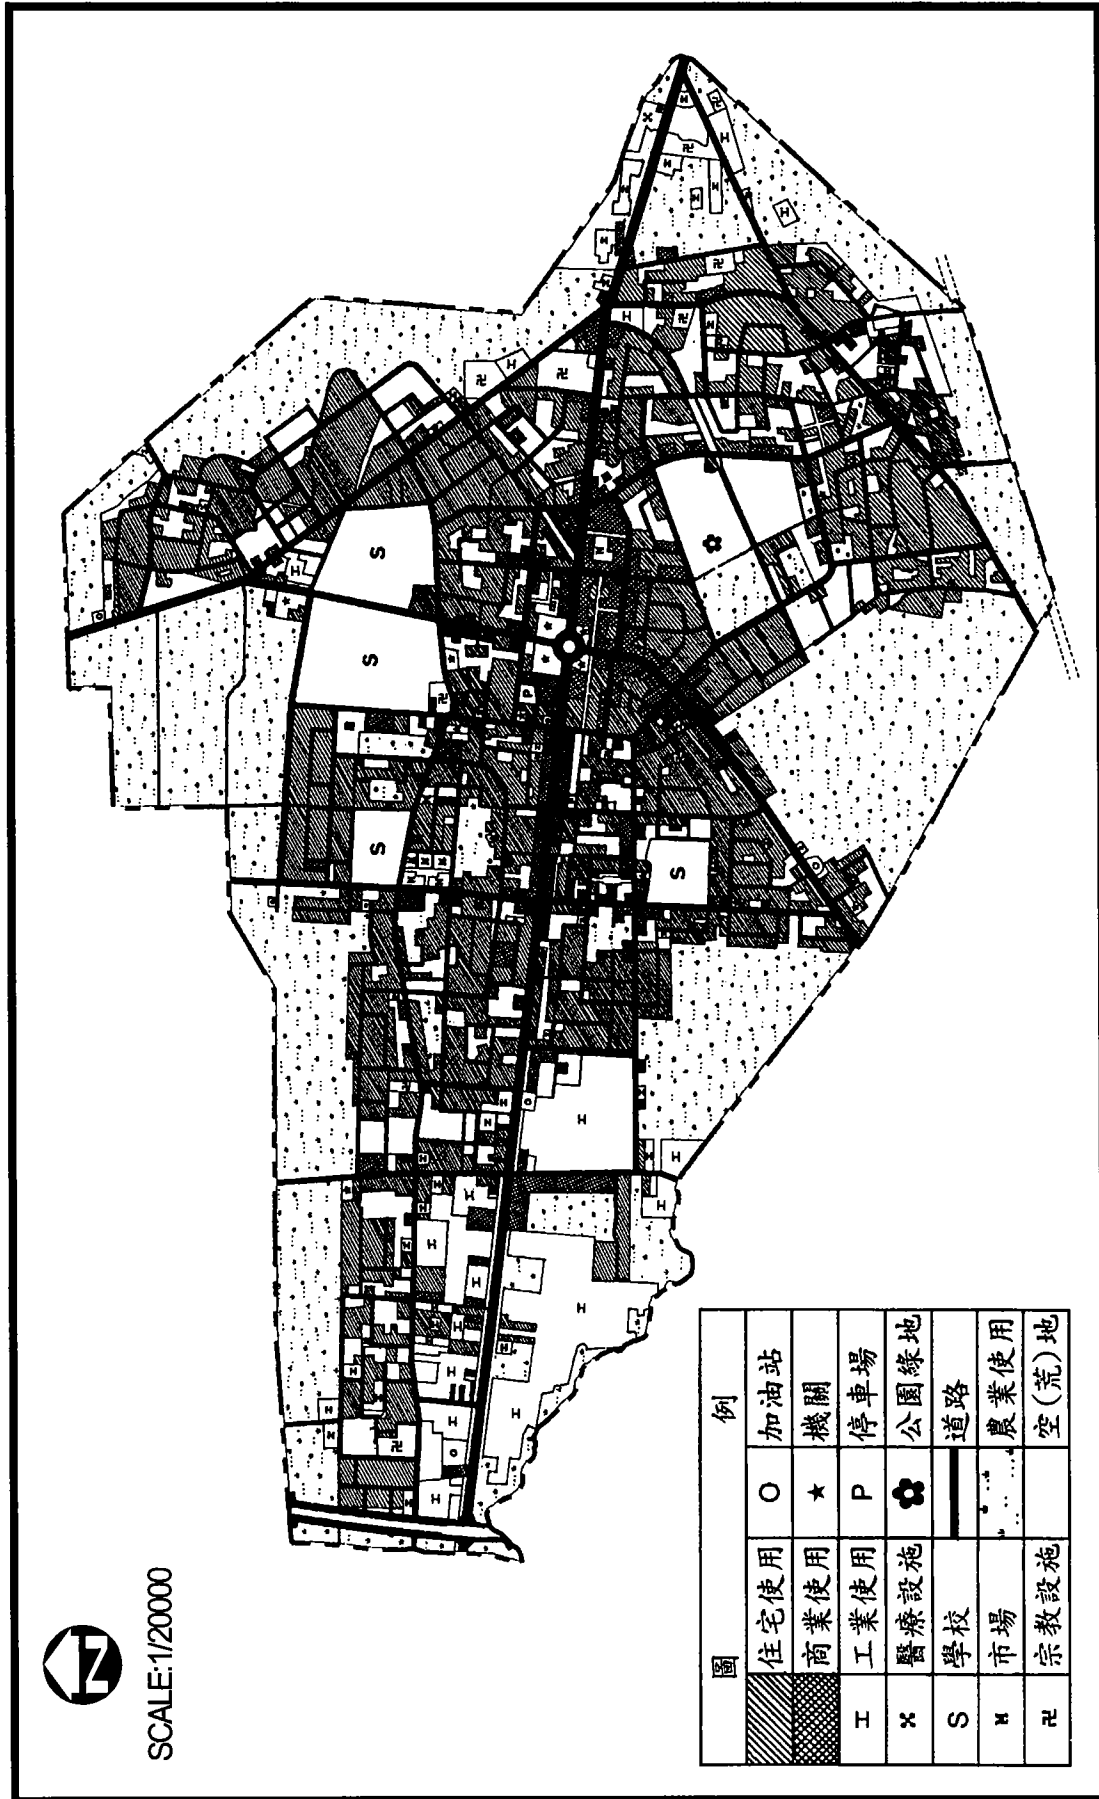 N
SCALE:1/20000
圖例
住宅使用
○ 加油站
商業使用
★ 機關
工 工業使用
P 停車場
醫療設施
公園綠地
S 學校
道路
市場
農業使用
卍 宗教設施
空(荒)地